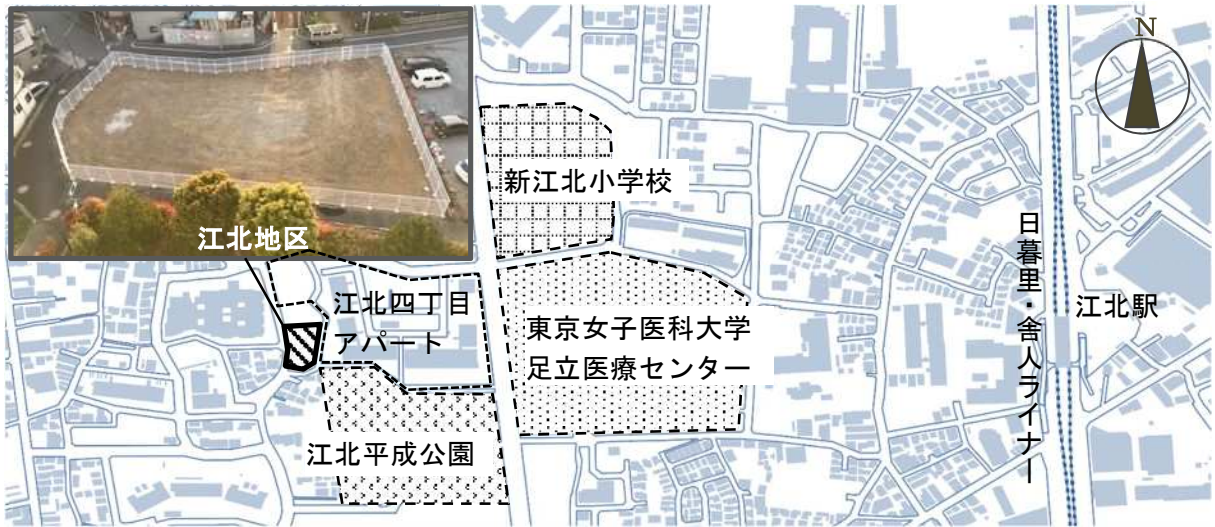 N
新江北小学校
江北地区
江北四丁目
アパート
東京女子医科大学
足立医療センター
江北平成公園
日暮里・舎人ライナー
江北駅